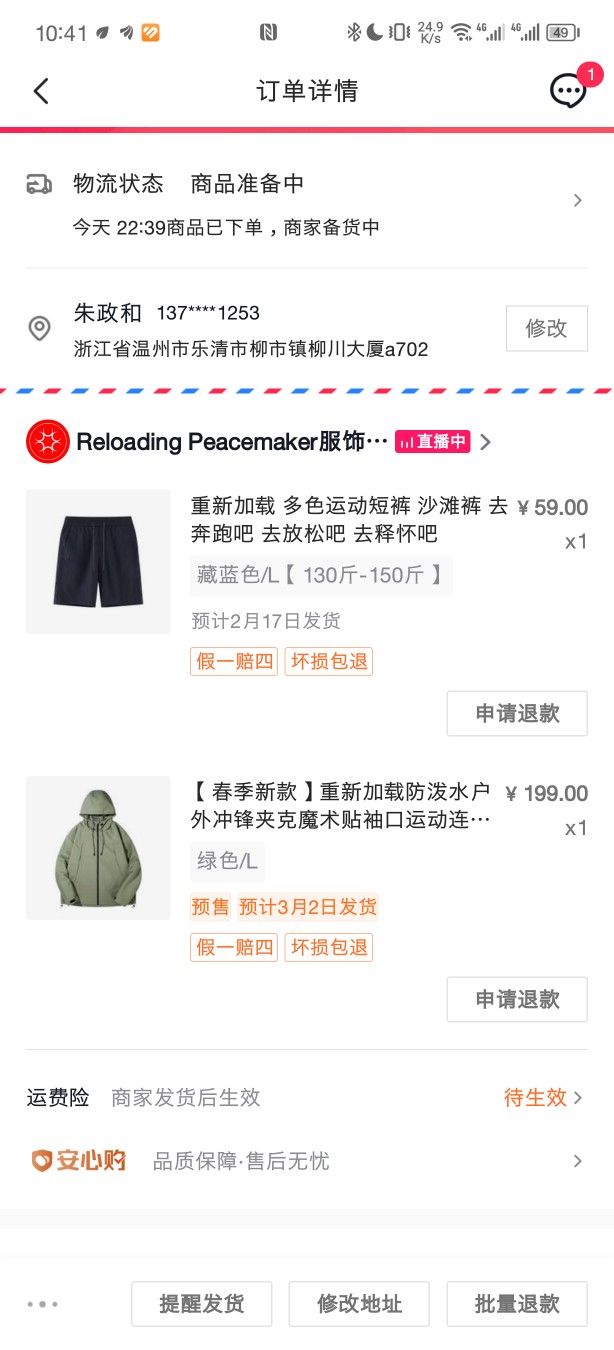 10:41
24.9
K/s
4G
4G
49
订单详情
1
物流状态 商品准备中
今天 22:39商品已下单，商家备货中
朱政和 137****1253
修改
浙江省温州市乐清市柳市镇柳川大厦a702
Reloading Peacemaker服饰… 直播中
重新加载 多色运动短裤 沙滩裤 去 ¥ 59.00
奔跑吧 去放松吧 去释怀吧 x1
藏蓝色/L【 130斤-150斤 】
预计2月17日发货
假一赔四 坏损包退
申请退款
【 春季新款 】重新加载防泼水户 ¥ 199.00
外冲锋夹克魔术贴袖口运动连… x1
绿色/L
预售 预计3月2日发货
假一赔四 坏损包退
申请退款
运费险 商家发货后生效 待生效
安心购 品质保障·售后无忧
提醒发货 修改地址 批量退款